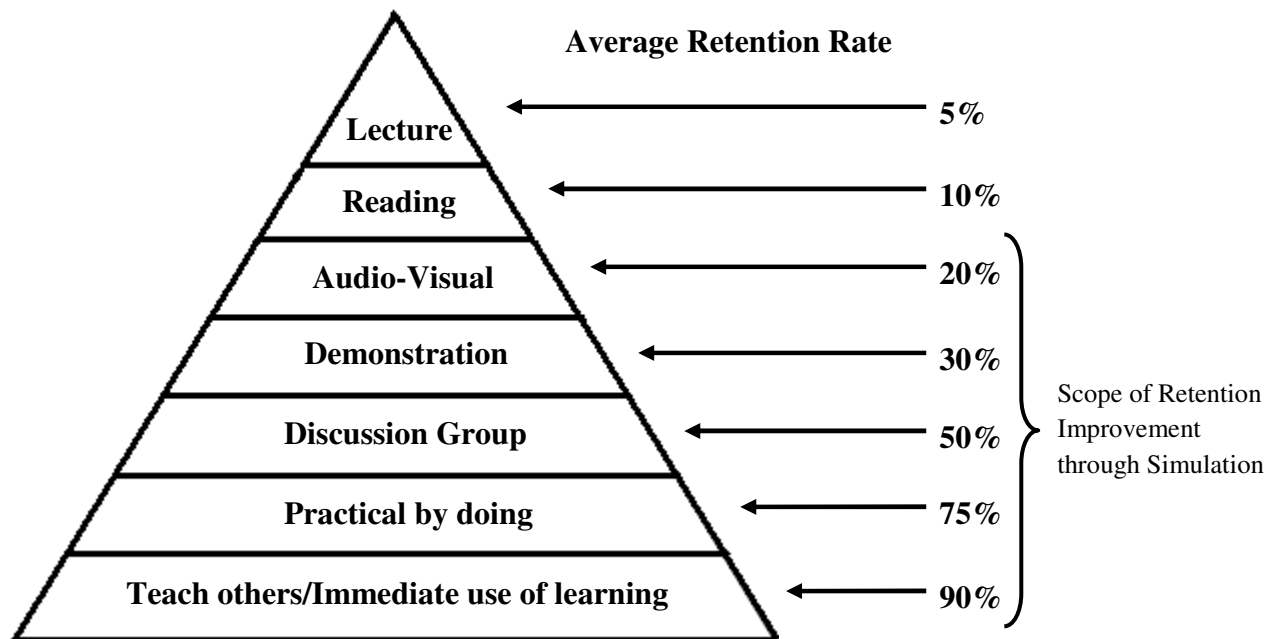 Average Retention Rate
Lecture
5%
Reading
10%
Audio-Visual
20%
Demonstration
30%
Discussion Group
50%
Practical by doing
75%
Teach others/Immediate use of learning
90%
Scope of Retention
Improvement
through Simulation